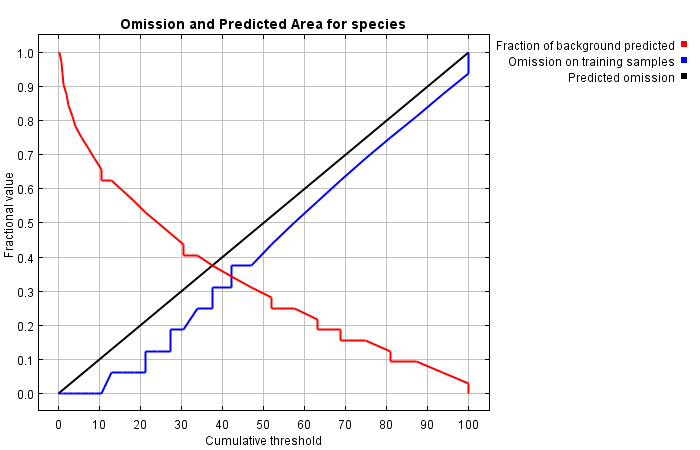 Omission and Predicted Area for species
Fraction of background predicted
Omission on training samples
Predicted omission
Fractional value
1.0
0.9
0.8
0.7
0.6
0.5
0.4
0.3
0.2
0.1
0.0
0 10 20 30 40 50 60 70 80 90 100
Cumulative threshold